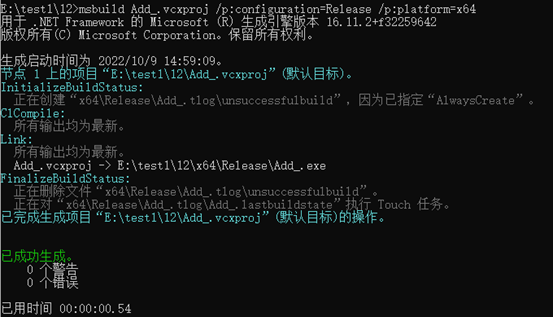 E:\test1\12>msbuild Add_.vcxproj /p:configuration=Release /p:platform=x64
用于 .NET Framework 的 Microsoft (R) 生成引擎版本 16.11.2+f32259642
版权所有(C) Microsoft Corporation。保留所有权利。
生成启动时间为 2022/10/9 14:59:09。
节点 1 上的项目“E:\test1\12\Add_.vcxproj”(默认目标)。
InitializeBuildStatus:
正在创建“x64\Release\Add_.tlog\unsuccessfulbuild”，因为已指定“AlwaysCreate”。
ClCompile:
所有输出均为最新。
Link:
所有输出均为最新。
Add_.vcxproj -> E:\test1\12\x64\Release\Add_.exe
FinalizeBuildStatus:
正在删除文件“x64\Release\Add_.tlog\unsuccessfulbuild”。
正在对“x64\Release\Add_.tlog\Add_.lastbuildstate”执行 Touch 任务。
已完成生成项目“E:\test1\12\Add_.vcxproj”(默认目标)的操作。
已成功生成。
0 个警告
0 个错误
已用时间 00:00:00.54